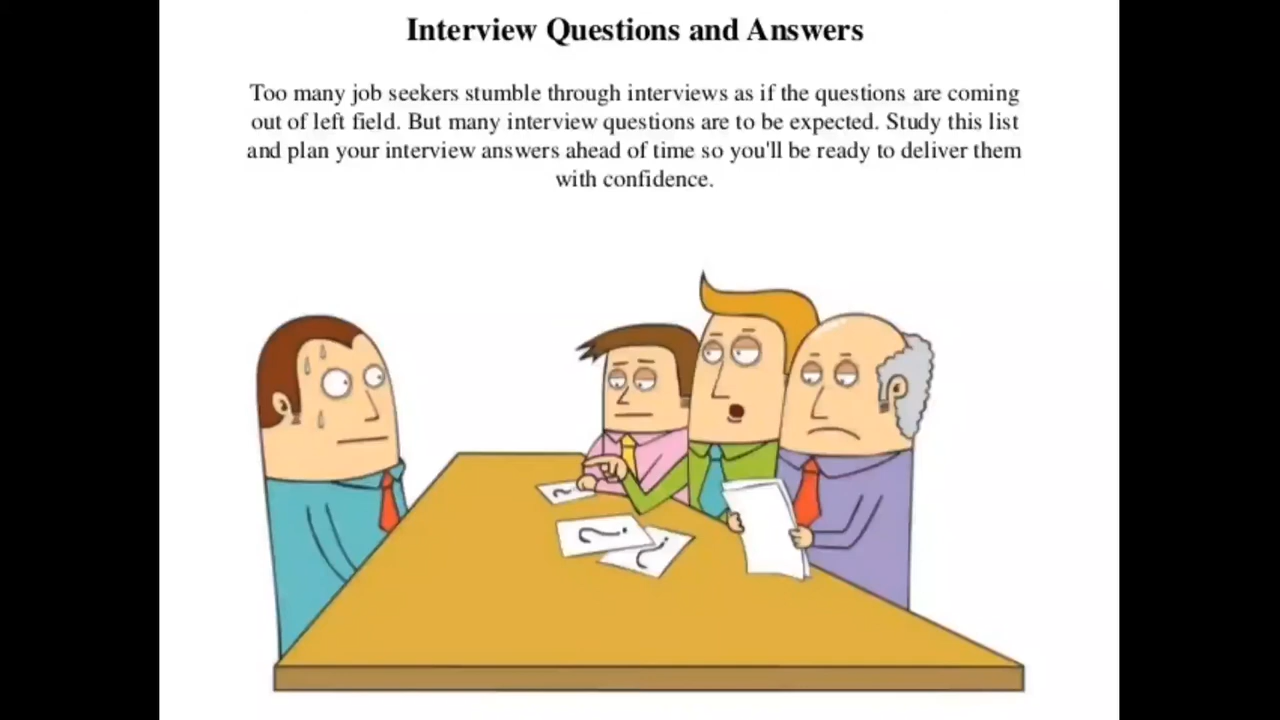 Interview Questions and Answers
Too many job seekers stumble through interviews as if the questions are coming
out of left field. But many interview questions are to be expected. Study this list
and plan your interview answers ahead of time so you'll be ready to deliver them
with confidence.
?
?
?